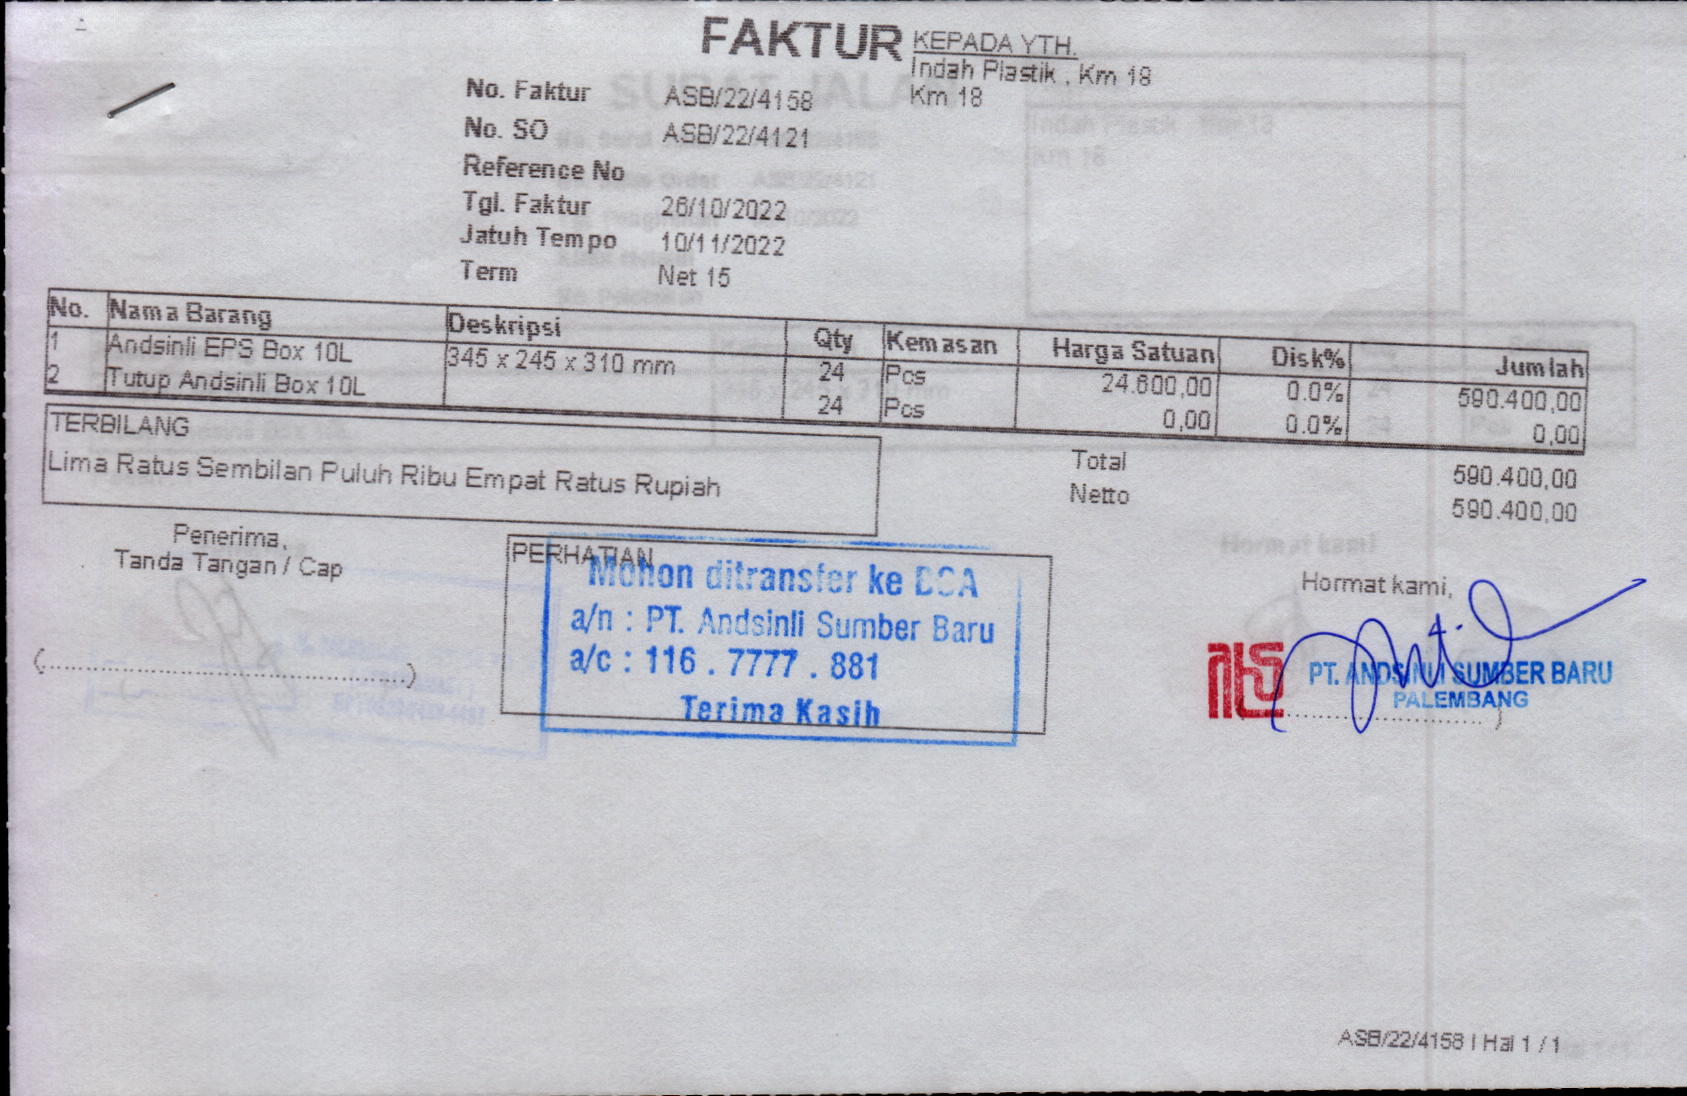 FAKTUR
KEPADA YTH.
Indah Plastik , Km 18
Km 18
No. Faktur ASB/22/4158
No. SO ASB/22/4121
Reference No
Tgl. Faktur 26/10/2022
Jatuh Tempo 10/11/2022
Term Net 15
No. Nama Barang Deskripsi Qty Kemasan Harga Satuan Disk% Jumlah
1 Andsinli EPS Box 10L 345 x 245 x 310 mm 24 Pcs 24.600,00 0.0% 590.400,00
2 Tutup Andsinli Box 10L 24 Pcs 0,00 0.0% 0,00
TERBILANG
Lima Ratus Sembilan Puluh Ribu Empat Ratus Rupiah
Total 590.400,00
Netto 590.400,00
Penerima,
Tanda Tangan / Cap
(..................................................)
PERHATIAN
Mohon ditransfer ke BCA
a/n : PT. Andsinli Sumber Baru
a/c : 116 . 7777 . 881
Terima Kasih
Hormat kami,
PT. ANDSINLI SUMBER BARU
PALEMBANG
ASB/22/4158 | Hal 1 / 1